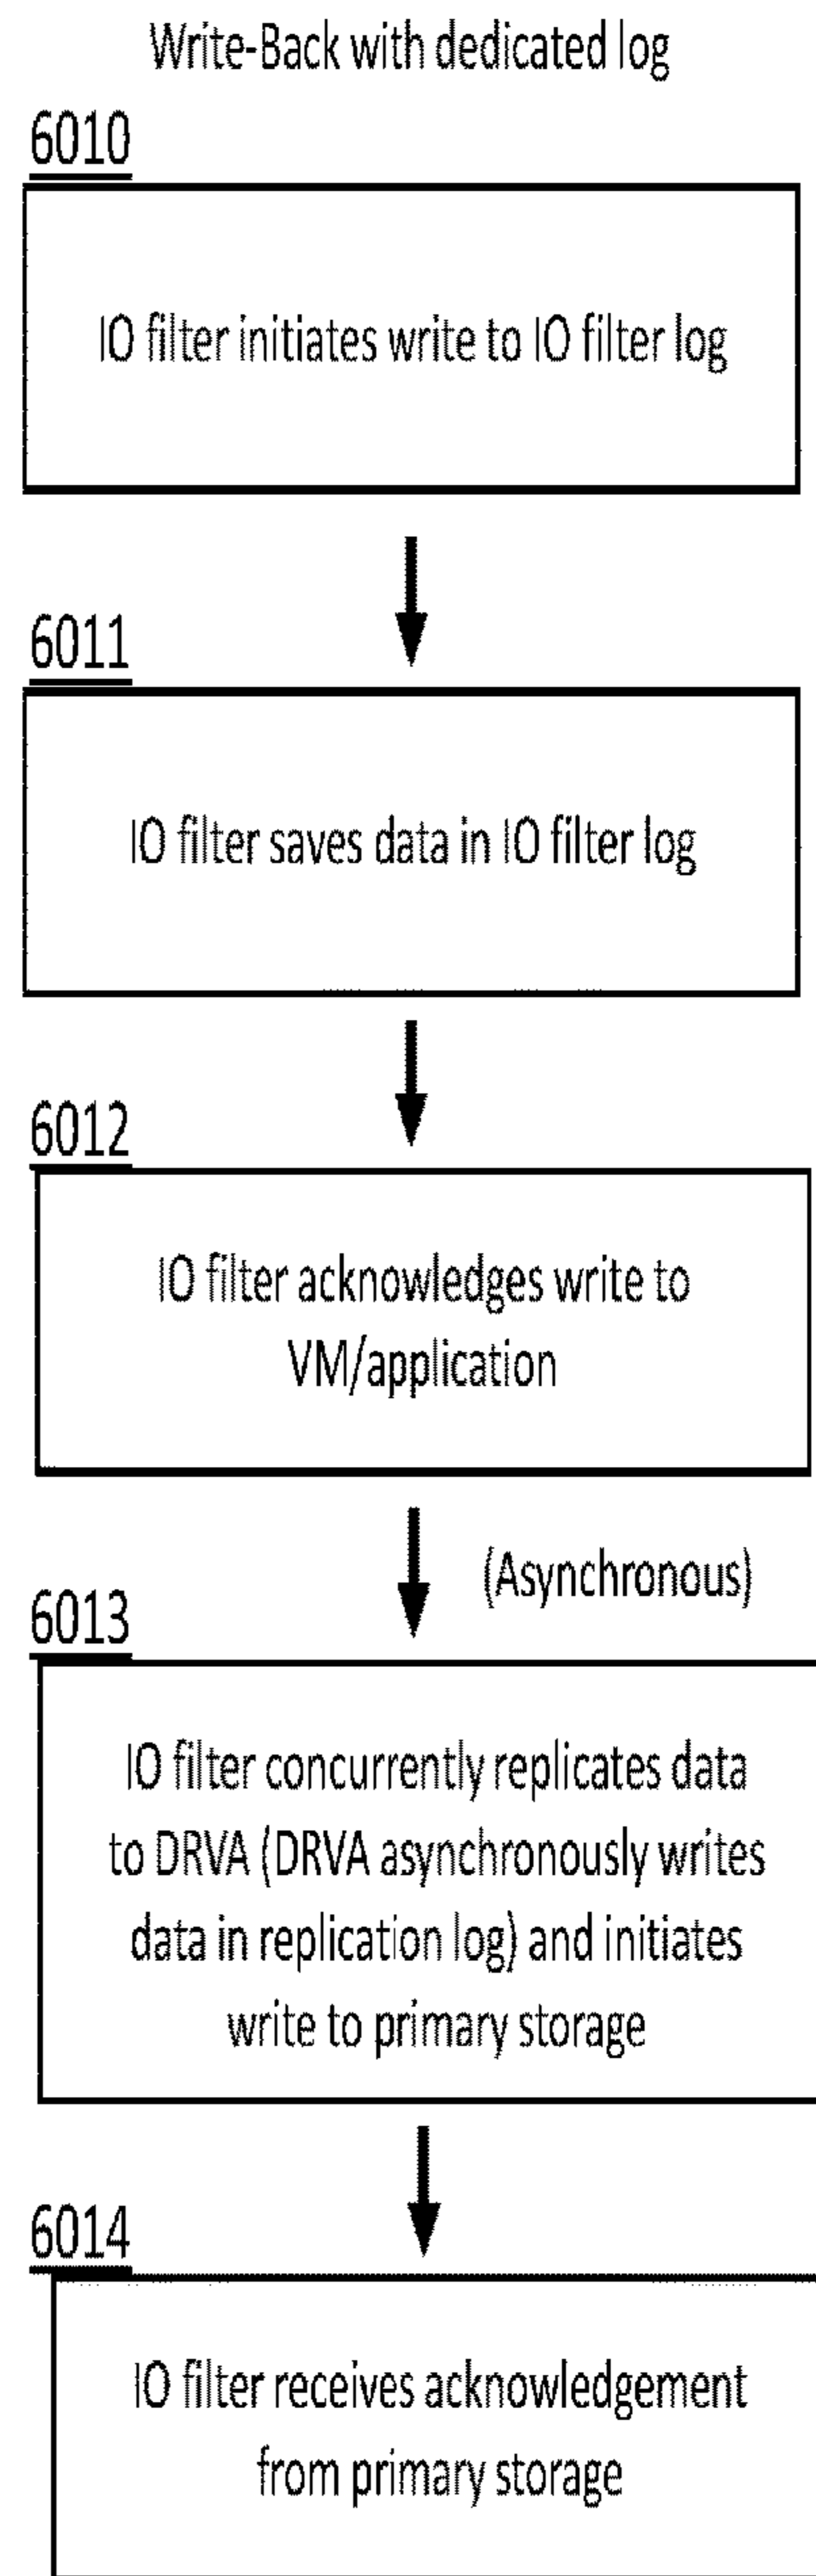 Write-Back with dedicated log
6010
IO filter initiates write to IO filter log
6011
IO filter saves data in IO filter log
6012
IO filter acknowledges write to
VM/application
(Asynchronous)
6013
IO filter concurrently replicates data
to DRVA (DRVA asynchronously writes
data in replication log) and initiates
write to primary storage
6014
IO filter receives acknowledgement
from primary storage